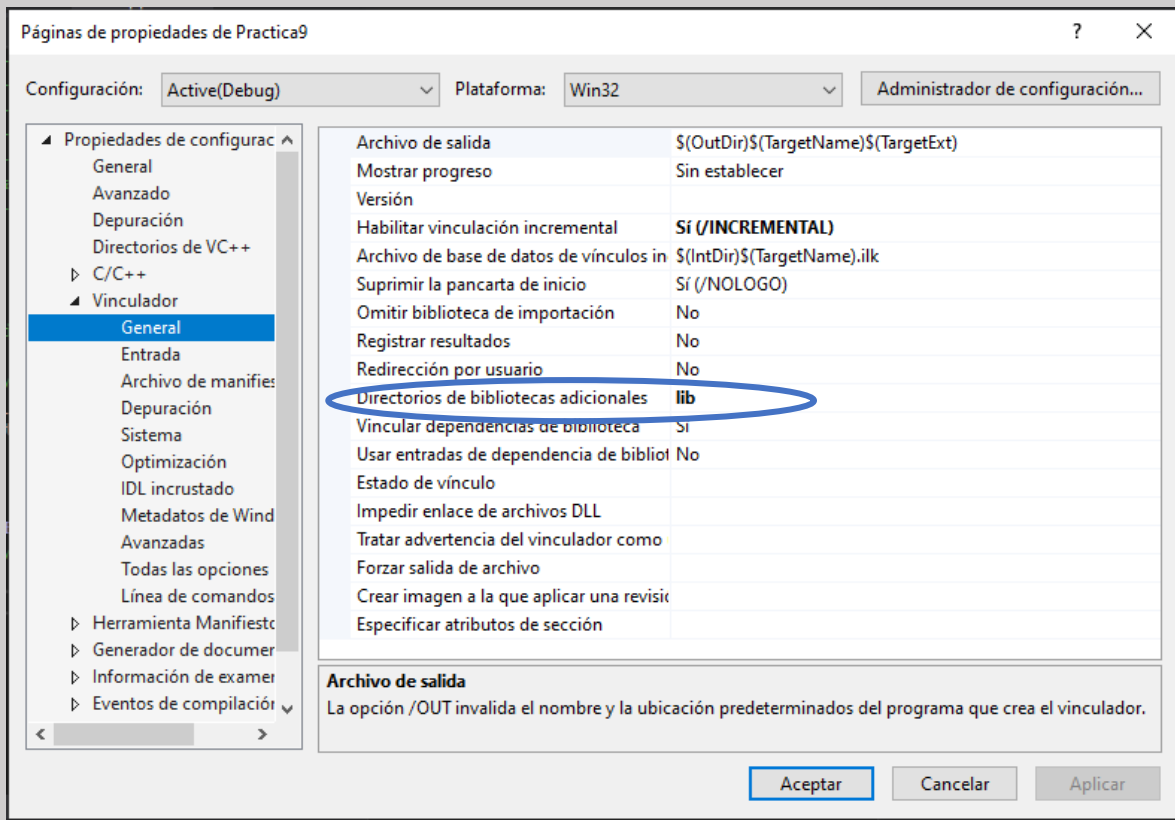 Páginas de propiedades de Practica9 ? ×
Configuración: Active(Debug) Plataforma: Win32 Administrador de configuración...
Propiedades de configurac
General
Avanzado
Depuración
Directorios de VC++
C/C++
Vinculador
General
Entrada
Archivo de manifies
Depuración
Sistema
Optimización
IDL incrustado
Metadatos de Wind
Avanzadas
Todas las opciones
Línea de comandos
Herramienta Manifiesto
Generador de documer
Información de examer
Eventos de compilación
Archivo de salida $(OutDir)$(TargetName)$(TargetExt)
Mostrar progreso Sin establecer
Versión
Habilitar vinculación incremental Sí (/INCREMENTAL)
Archivo de base de datos de vínculos in $(IntDir)$(TargetName).ilk
Suprimir la pancarta de inicio Sí (/NOLOGO)
Omitir biblioteca de importación No
Registrar resultados No
Redirección por usuario No
Directorios de bibliotecas adicionales lib
Vincular dependencias de biblioteca Sí
Usar entradas de dependencia de bibliot No
Estado de vínculo
Impedir enlace de archivos DLL
Tratar advertencia del vinculador como
Forzar salida de archivo
Crear imagen a la que aplicar una revisic
Especificar atributos de sección
Archivo de salida
La opción /OUT invalida el nombre y la ubicación predeterminados del programa que crea el vinculador.
Aceptar Cancelar Aplicar